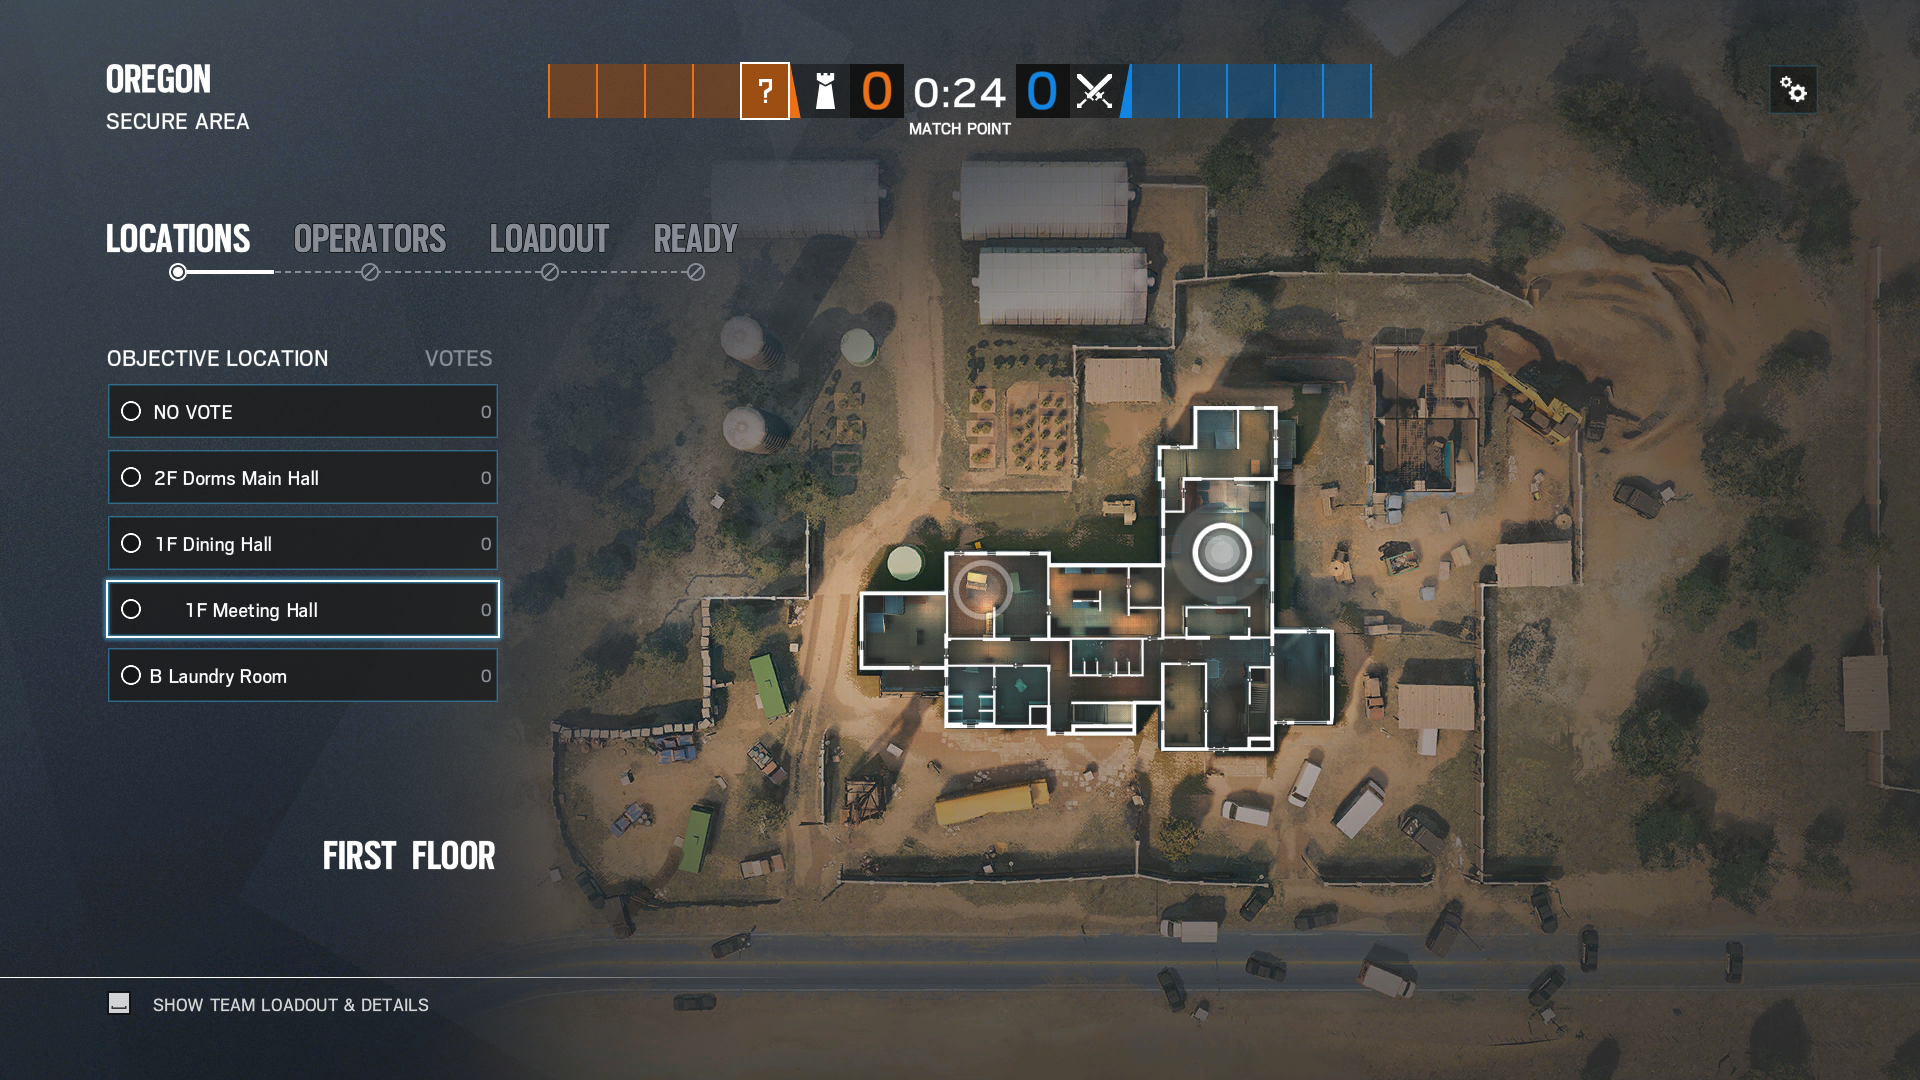 OREGON
SECURE AREA
?
0
0:24
0
MATCH POINT
LOCATIONS
OPERATORS
LOADOUT
READY
OBJECTIVE LOCATION
VOTES
NO VOTE
0
2F Dorms Main Hall
0
1F Dining Hall
0
1F Meeting Hall
0
B Laundry Room
0
FIRST FLOOR
SHOW TEAM LOADOUT & DETAILS